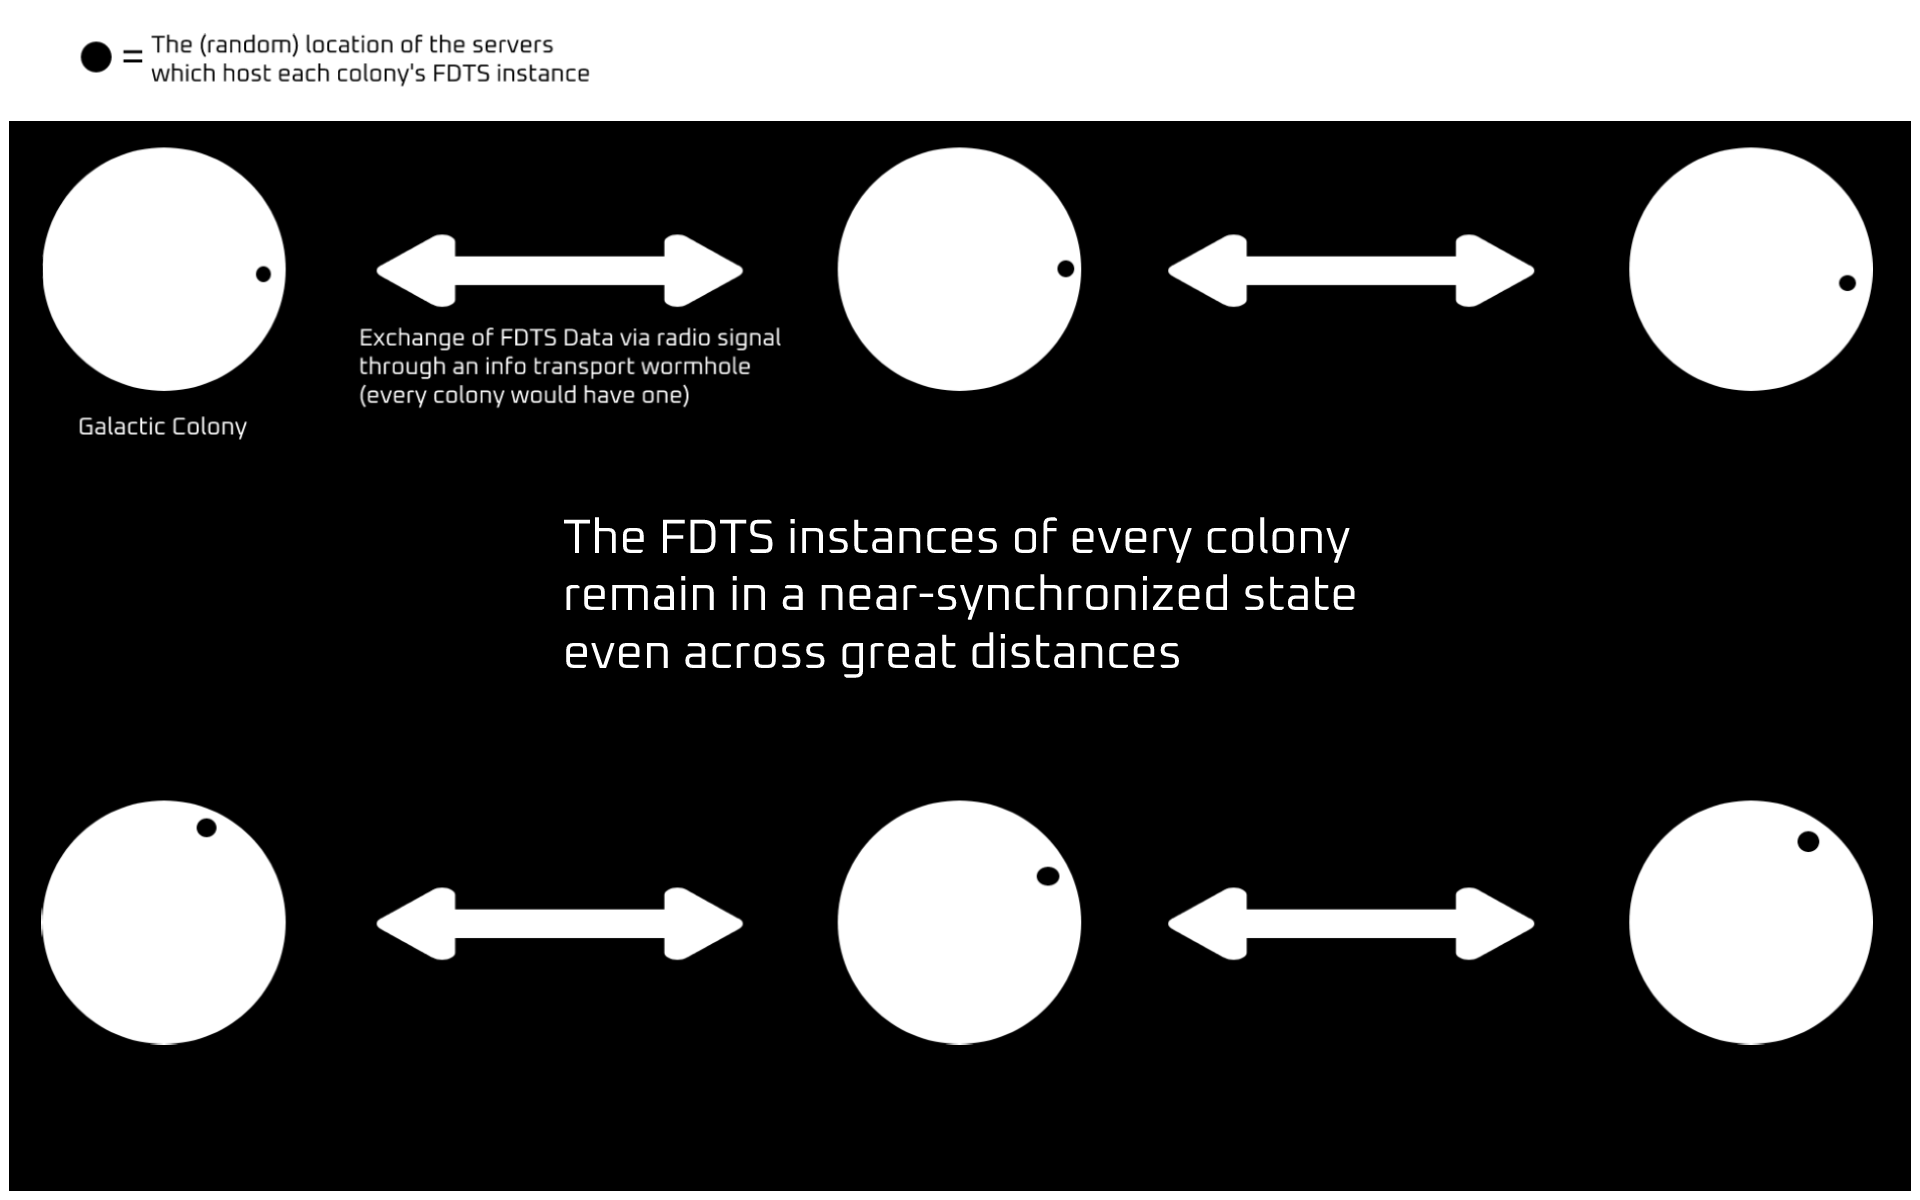 = The (random) location of the servers
which host each colony's FDTS instance
Exchange of FDTS Data via radio signal
through an info transport wormhole
(every colony would have one)
Galactic Colony
The FDTS instances of every colony
remain in a near-synchronized state
even across great distances